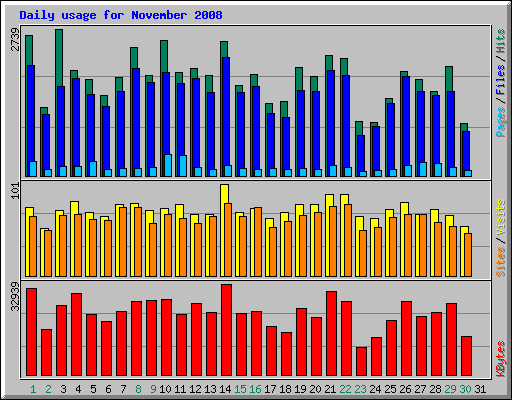 Daily usage for November 2008
2739
Pages / Files / Hits
101
Sites / Visits
32939
KBytes
1 2 3 4 5 6 7 8 9 10 11 12 13 14 15 16 17 18 19 20 21 22 23 24 25 26 27 28 29 30 31